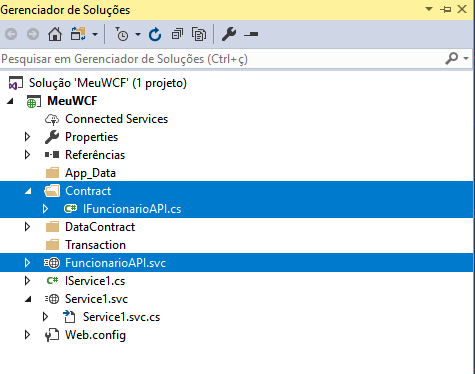 Gerenciador de Soluções
Pesquisar em Gerenciador de Soluções (Ctrl+ç)
Solução 'MeuWCF' (1 projeto)
MeuWCF
Connected Services
Properties
Referências
App_Data
Contract
IFuncionarioAPI.cs
DataContract
Transaction
FuncionarioAPI.svc
C# IService1.cs
Service1.svc
Service1.svc.cs
Web.config